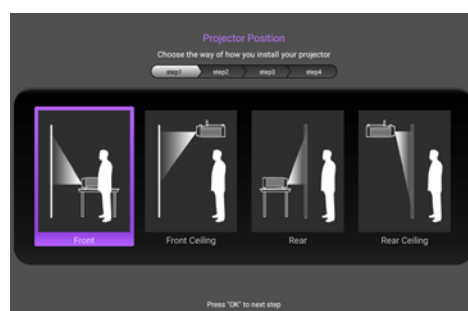 Projector Position
Choose the way of how you install your projector
step1 step2 step3 step4
Front Front Ceiling Rear Rear Ceiling
Press "OK" to next step